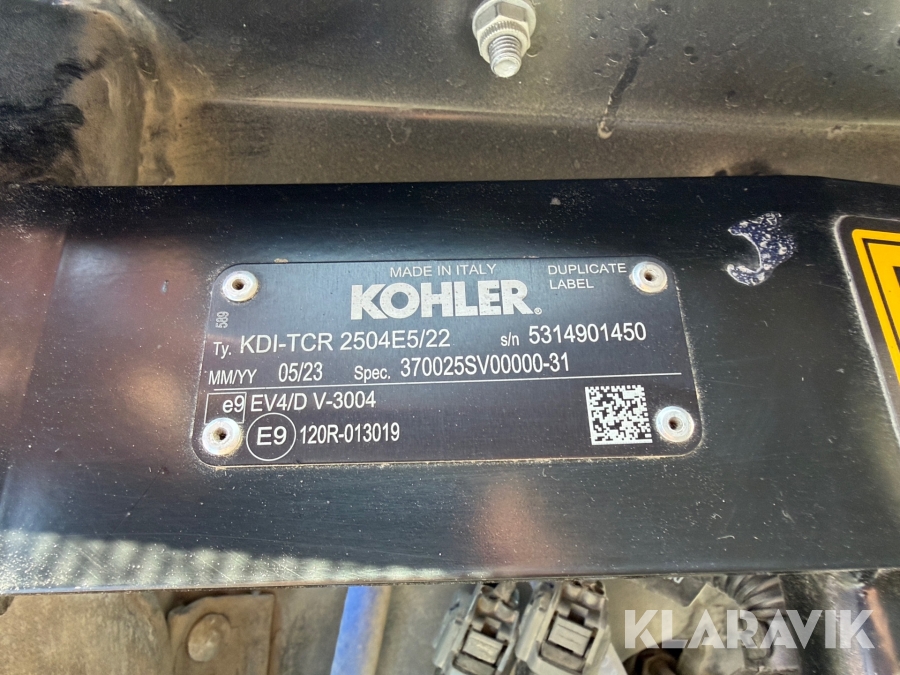 MADE IN ITALY
DUPLICATE
LABEL
KOHLER®
589
Ty. KDI-TCR 2504E5/22 s/n 5314901450
MM/YY 05/23 Spec. 370025SV00000-31
e9 EV4/D V-3004
E9 120R-013019
KLARAVIK